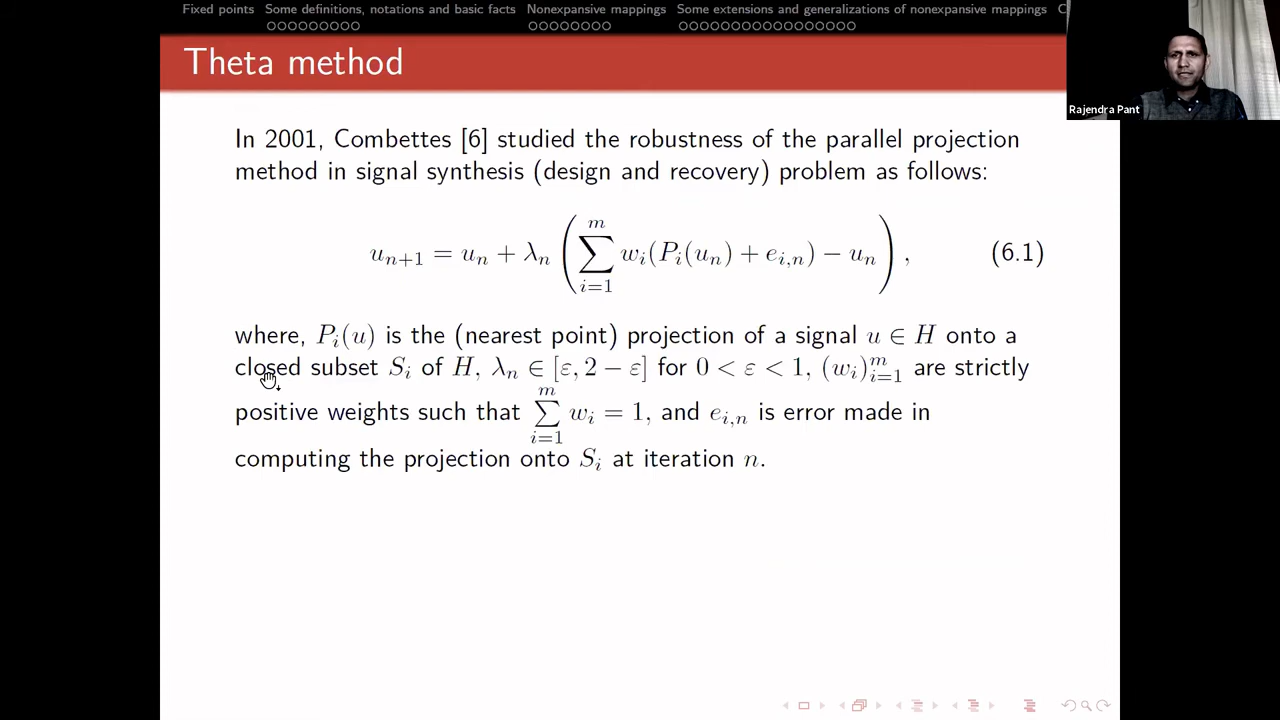 Fixed points Some definitions, notations and basic facts Nonexpansive mappings Some extensions and generalizations of nonexpansive mappings C
Theta method
Rajendra Pant
In 2001, Combettes [6] studied the robustness of the parallel projection
method in signal synthesis (design and recovery) problem as follows:
u_{n+1} = u_n + λ_n ( ∑_{i=1}^{m} w_i(P_i(u_n) + e_{i,n}) − u_n ) , (6.1)
where, P_i(u) is the (nearest point) projection of a signal u ∈ H onto a
closed subset S_i of H, λ_n ∈ [ε, 2 − ε] for 0 < ε < 1, (w_i)_{i=1}^{m} are strictly
positive weights such that ∑_{i=1}^{m} w_i = 1, and e_{i,n} is error made in
computing the projection onto S_i at iteration n.